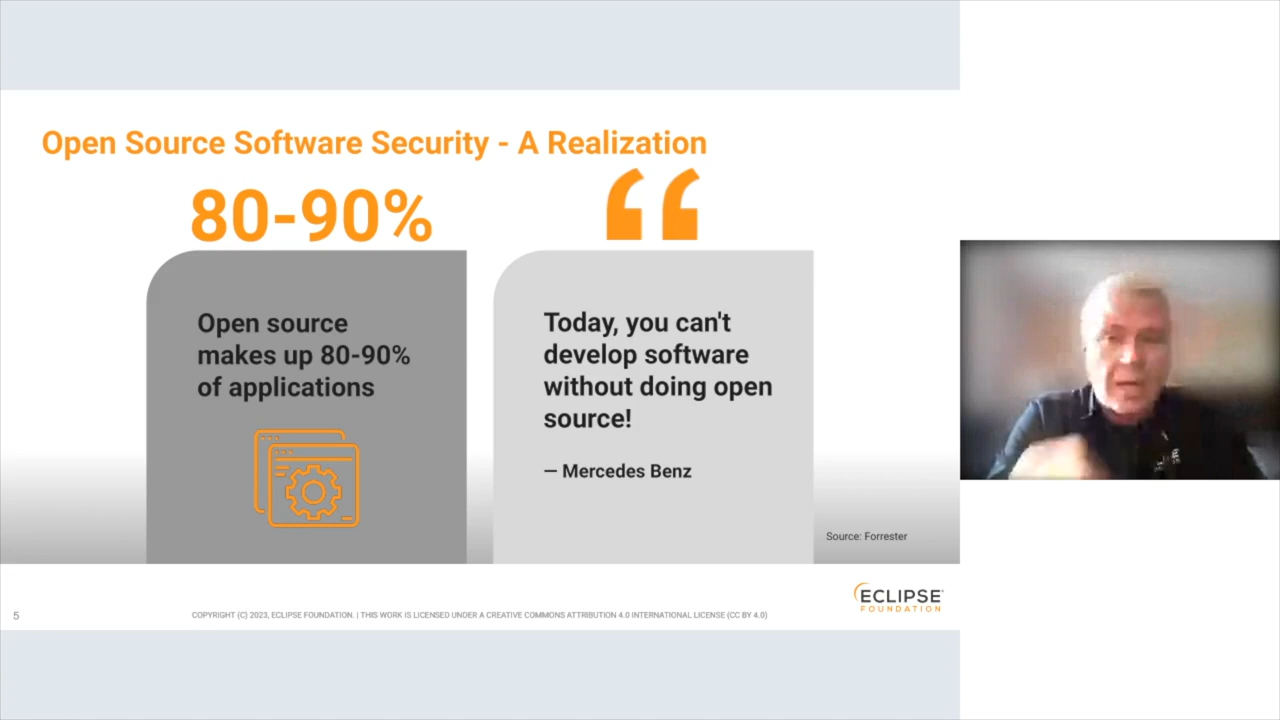 Open Source Software Security - A Realization
80-90%
Open source
makes up 80-90%
of applications
“
Today, you can't
develop software
without doing open
source!
— Mercedes Benz
Source: Forrester
5
COPYRIGHT (C) 2023, ECLIPSE FOUNDATION. | THIS WORK IS LICENSED UNDER A CREATIVE COMMONS ATTRIBUTION 4.0 INTERNATIONAL LICENSE (CC BY 4.0)
ECLIPSE
FOUNDATION